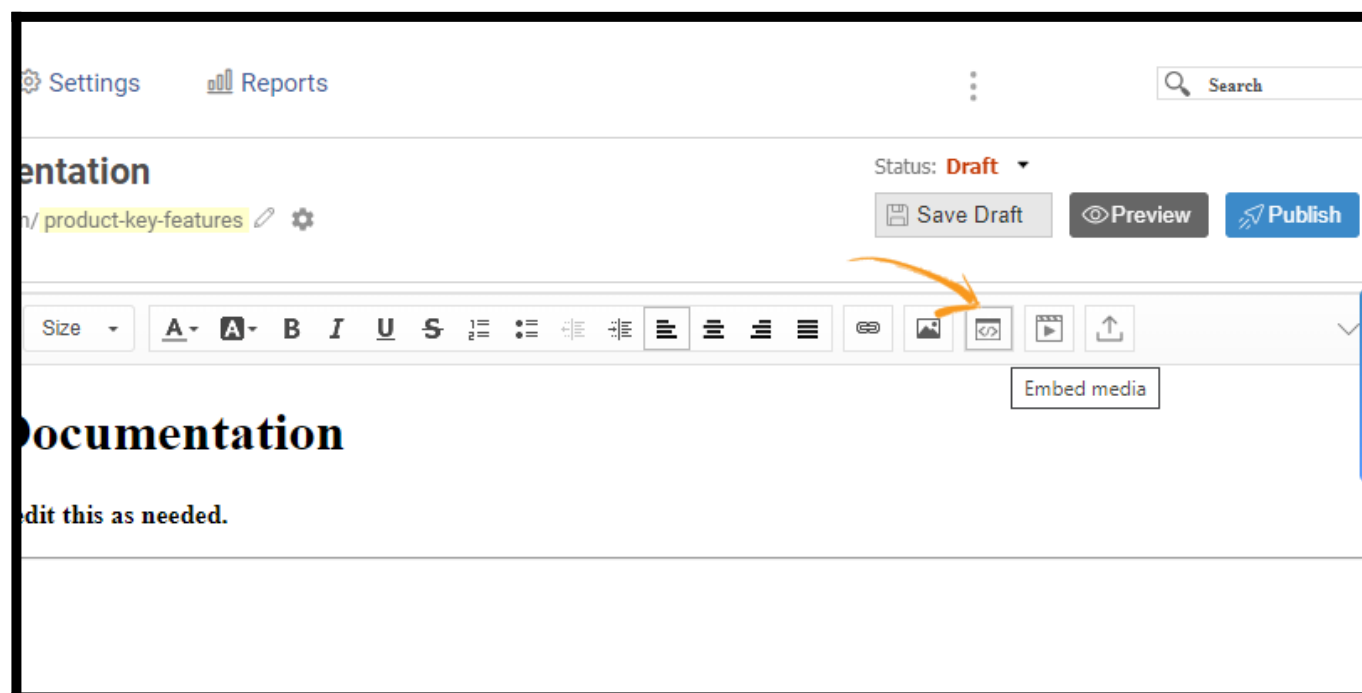 Settings Reports Search
entation
Status: Draft
n/ product-key-features
Save Draft Preview Publish
Size A A B I U S
Embed media
Documentation
edit this as needed.